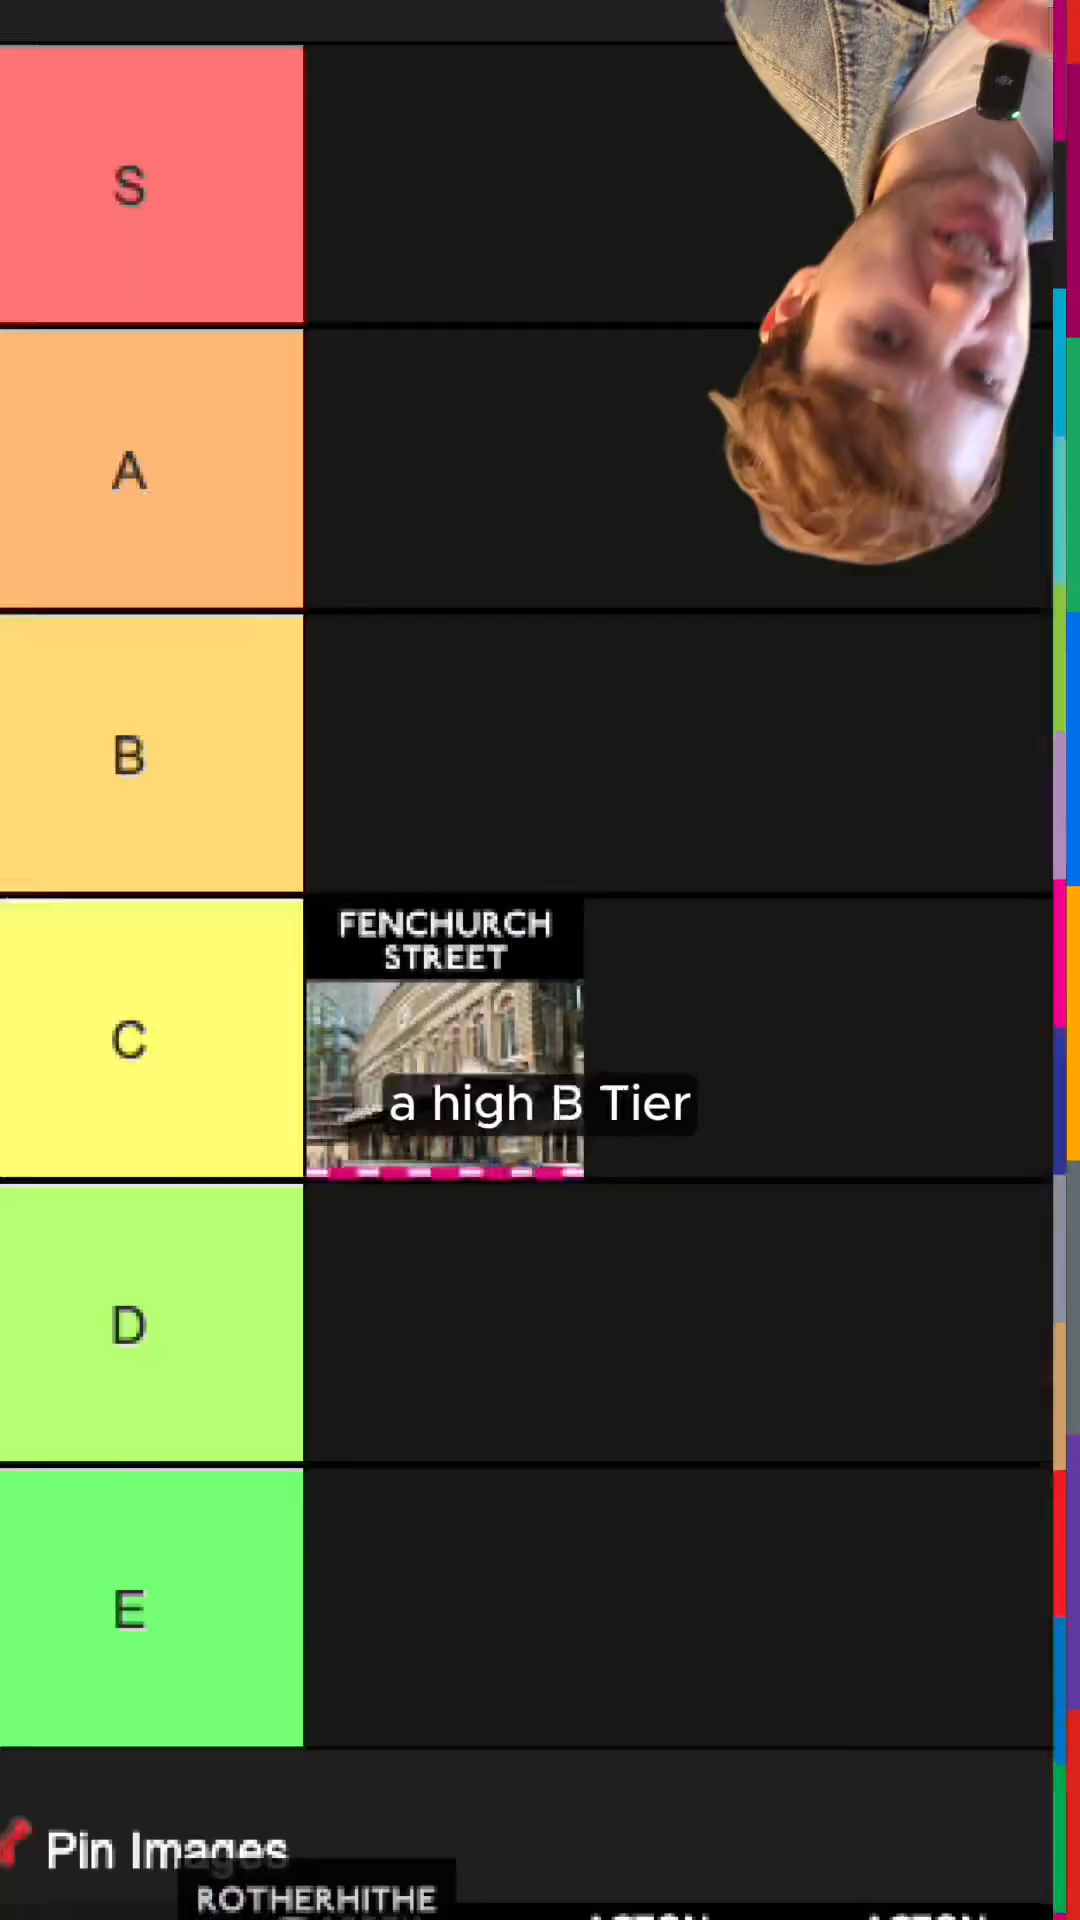 S
A
B
C
FENCHURCH
STREET
a high B Tier
D
E
Pin Images
ROTHERHITHE